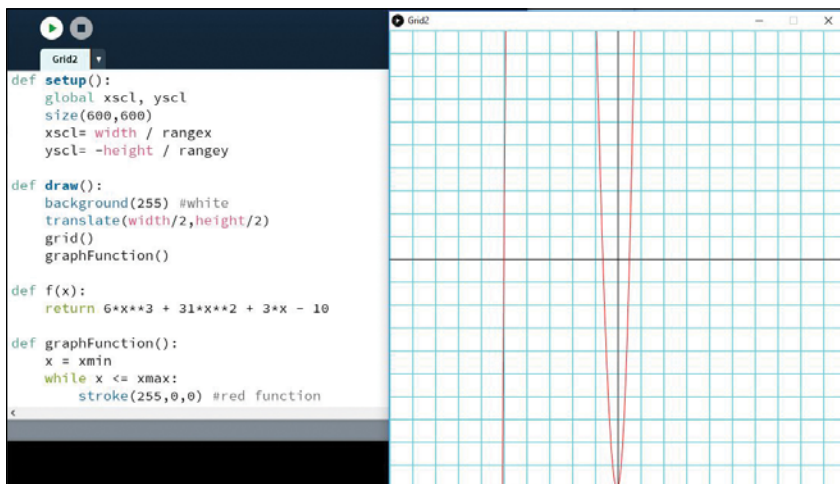 Grid2
Grid2
def setup():
    global xscl, yscl
    size(600,600)
    xscl= width / rangex
    yscl= -height / rangey
def draw():
    background(255) #white
    translate(width/2,height/2)
    grid()
    graphFunction()
def f(x):
    return 6*x**3 + 31*x**2 + 3*x - 10
def graphFunction():
    x = xmin
    while x <= xmax:
        stroke(255,0,0) #red function